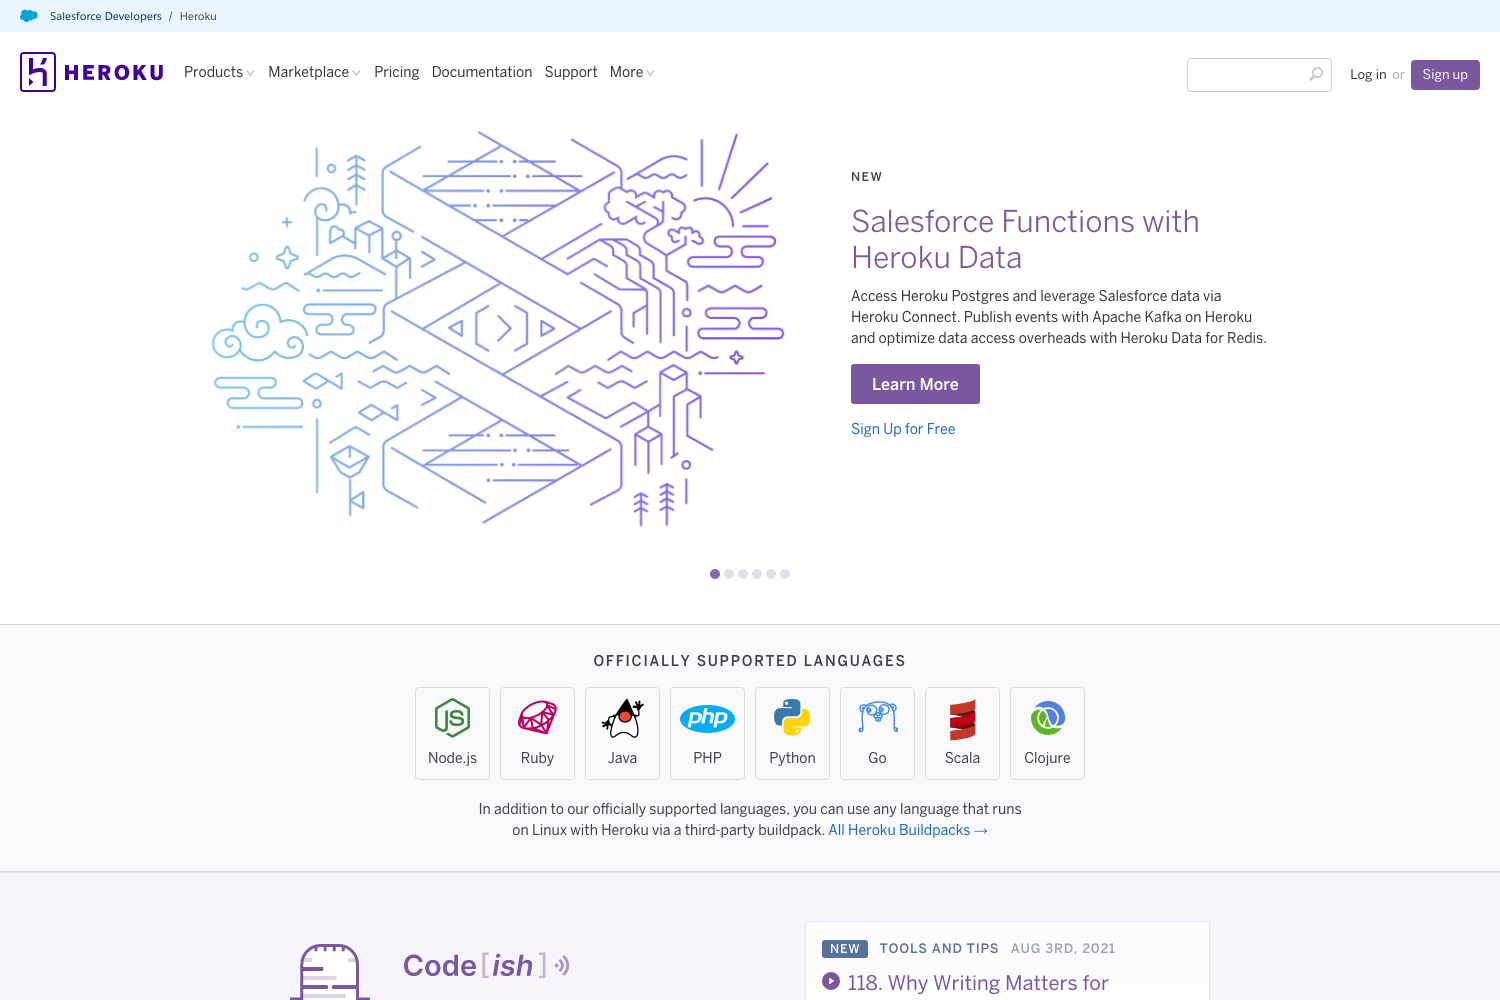 Salesforce Developers / Heroku
HEROKU
Products Marketplace Pricing Documentation Support More
Log in or Sign up
NEW
Salesforce Functions with
Heroku Data
Access Heroku Postgres and leverage Salesforce data via
Heroku Connect. Publish events with Apache Kafka on Heroku
and optimize data access overheads with Heroku Data for Redis.
Learn More
Sign Up for Free
OFFICIALLY SUPPORTED LANGUAGES
JS
php
Node.js Ruby Java PHP Python Go Scala Clojure
In addition to our officially supported languages, you can use any language that runs
on Linux with Heroku via a third-party buildpack. All Heroku Buildpacks →
Code[ish]
NEW TOOLS AND TIPS AUG 3RD, 2021
118. Why Writing Matters for